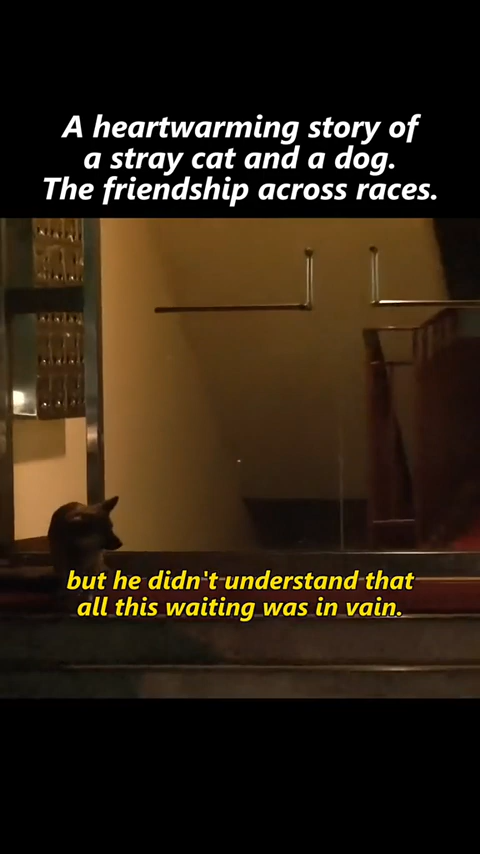 A heartwarming story of
a stray cat and a dog.
The friendship across races.
but he didn't understand that
all this waiting was in vain.